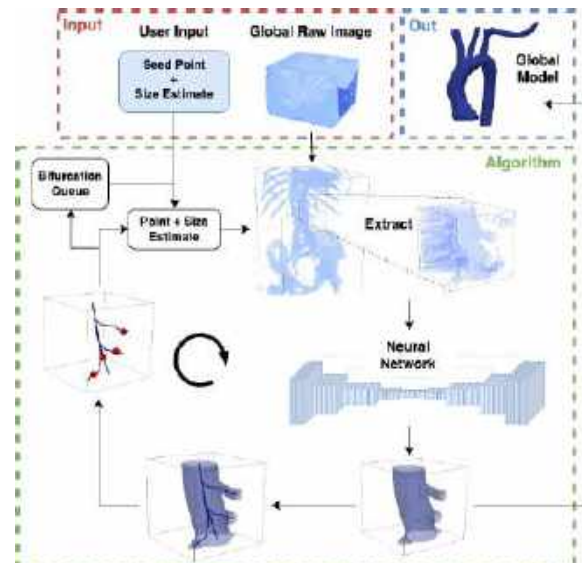 Input
User Input
Global Raw Image
Out
Seed Point
+
Size Estimate
Global
Model
Algorithm
Bifurcation
Queue
Point + Size
Estimate
Extract
Neural
Network